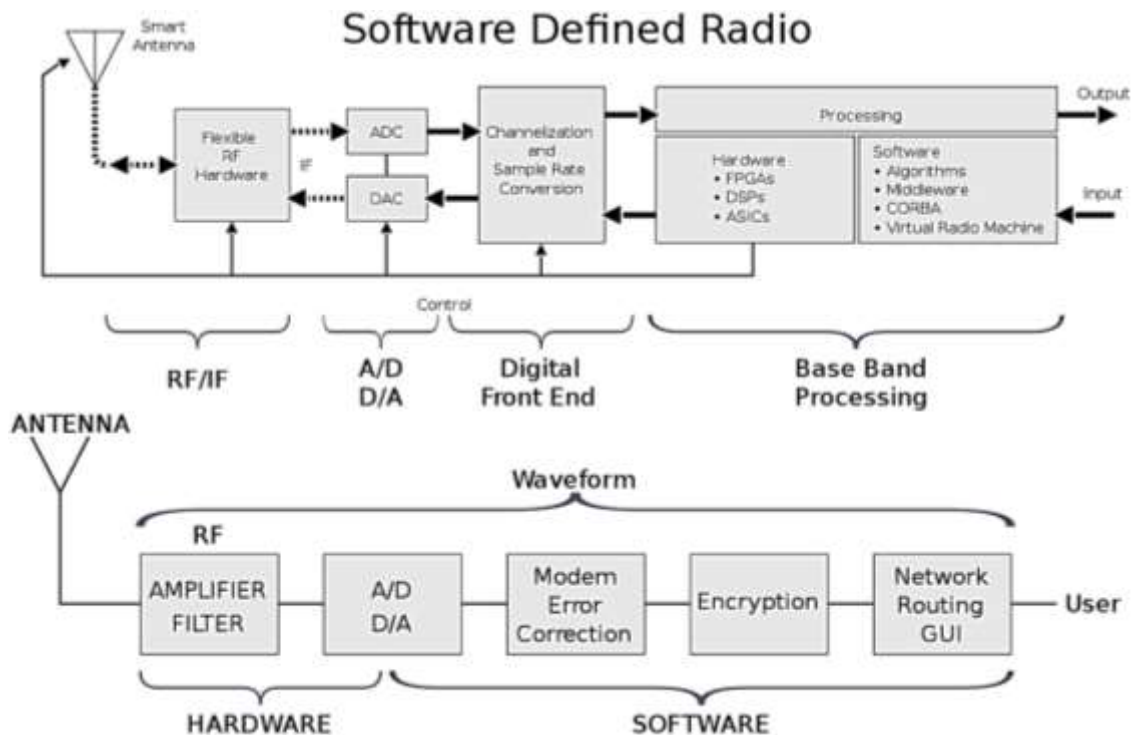 Software Defined Radio
Smart
Antenna
Flexible
RF
Hardware
IF
ADC
DAC
Channelization
and
Sample Rate
Conversion
Processing
Hardware
• FPGAs
• DSPs
• ASICs
Software
• Algorithms
• Middleware
• CORBA
• Virtual Radio Machine
Output
Input
Control
RF/IF
A/D
D/A
Digital
Front End
Base Band
Processing
ANTENNA
Waveform
RF
AMPLIFIER
FILTER
A/D
D/A
Modem
Error
Correction
Encryption
Network
Routing
GUI
User
HARDWARE
SOFTWARE